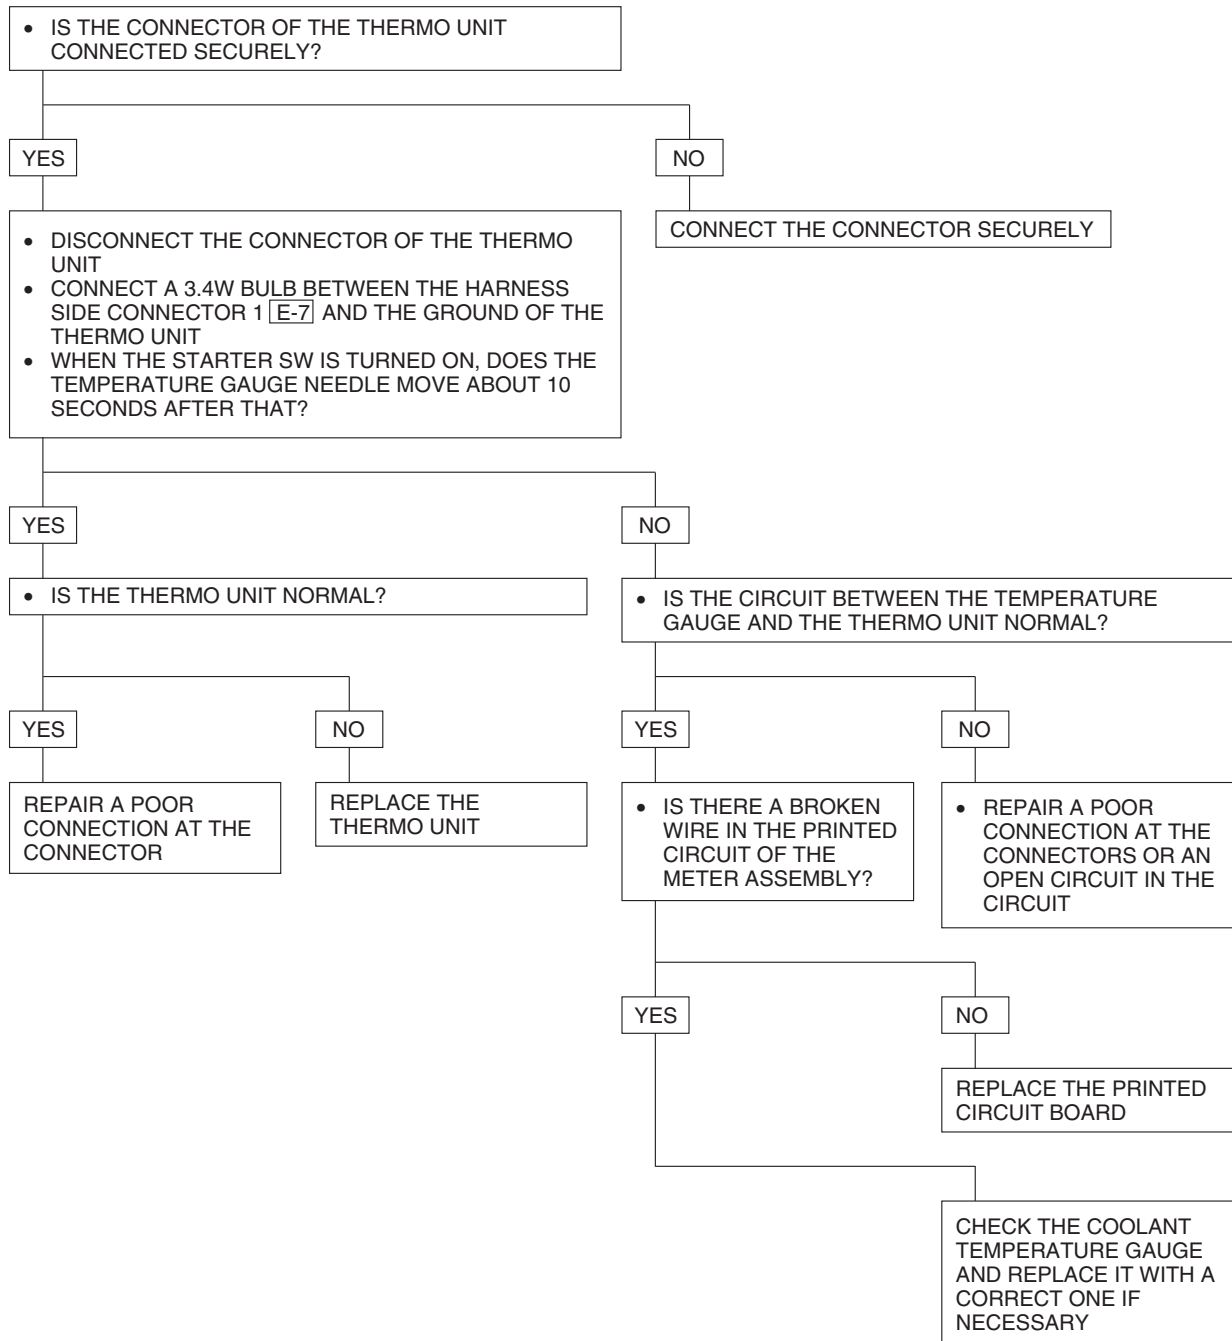 • IS THE CONNECTOR OF THE THERMO UNIT
CONNECTED SECURELY?
YES
NO
• DISCONNECT THE CONNECTOR OF THE THERMO
UNIT
• CONNECT A 3.4W BULB BETWEEN THE HARNESS
SIDE CONNECTOR 1 E-7 AND THE GROUND OF THE
THERMO UNIT
• WHEN THE STARTER SW IS TURNED ON, DOES THE
TEMPERATURE GAUGE NEEDLE MOVE ABOUT 10
SECONDS AFTER THAT?
CONNECT THE CONNECTOR SECURELY
YES
NO
• IS THE THERMO UNIT NORMAL?
• IS THE CIRCUIT BETWEEN THE TEMPERATURE
GAUGE AND THE THERMO UNIT NORMAL?
YES
NO
YES
NO
REPAIR A POOR
CONNECTION AT THE
CONNECTOR
REPLACE THE
THERMO UNIT
• IS THERE A BROKEN
WIRE IN THE PRINTED
CIRCUIT OF THE
METER ASSEMBLY?
• REPAIR A POOR
CONNECTION AT THE
CONNECTORS OR AN
OPEN CIRCUIT IN THE
CIRCUIT
YES
NO
REPLACE THE PRINTED
CIRCUIT BOARD
CHECK THE COOLANT
TEMPERATURE GAUGE
AND REPLACE IT WITH A
CORRECT ONE IF
NECESSARY